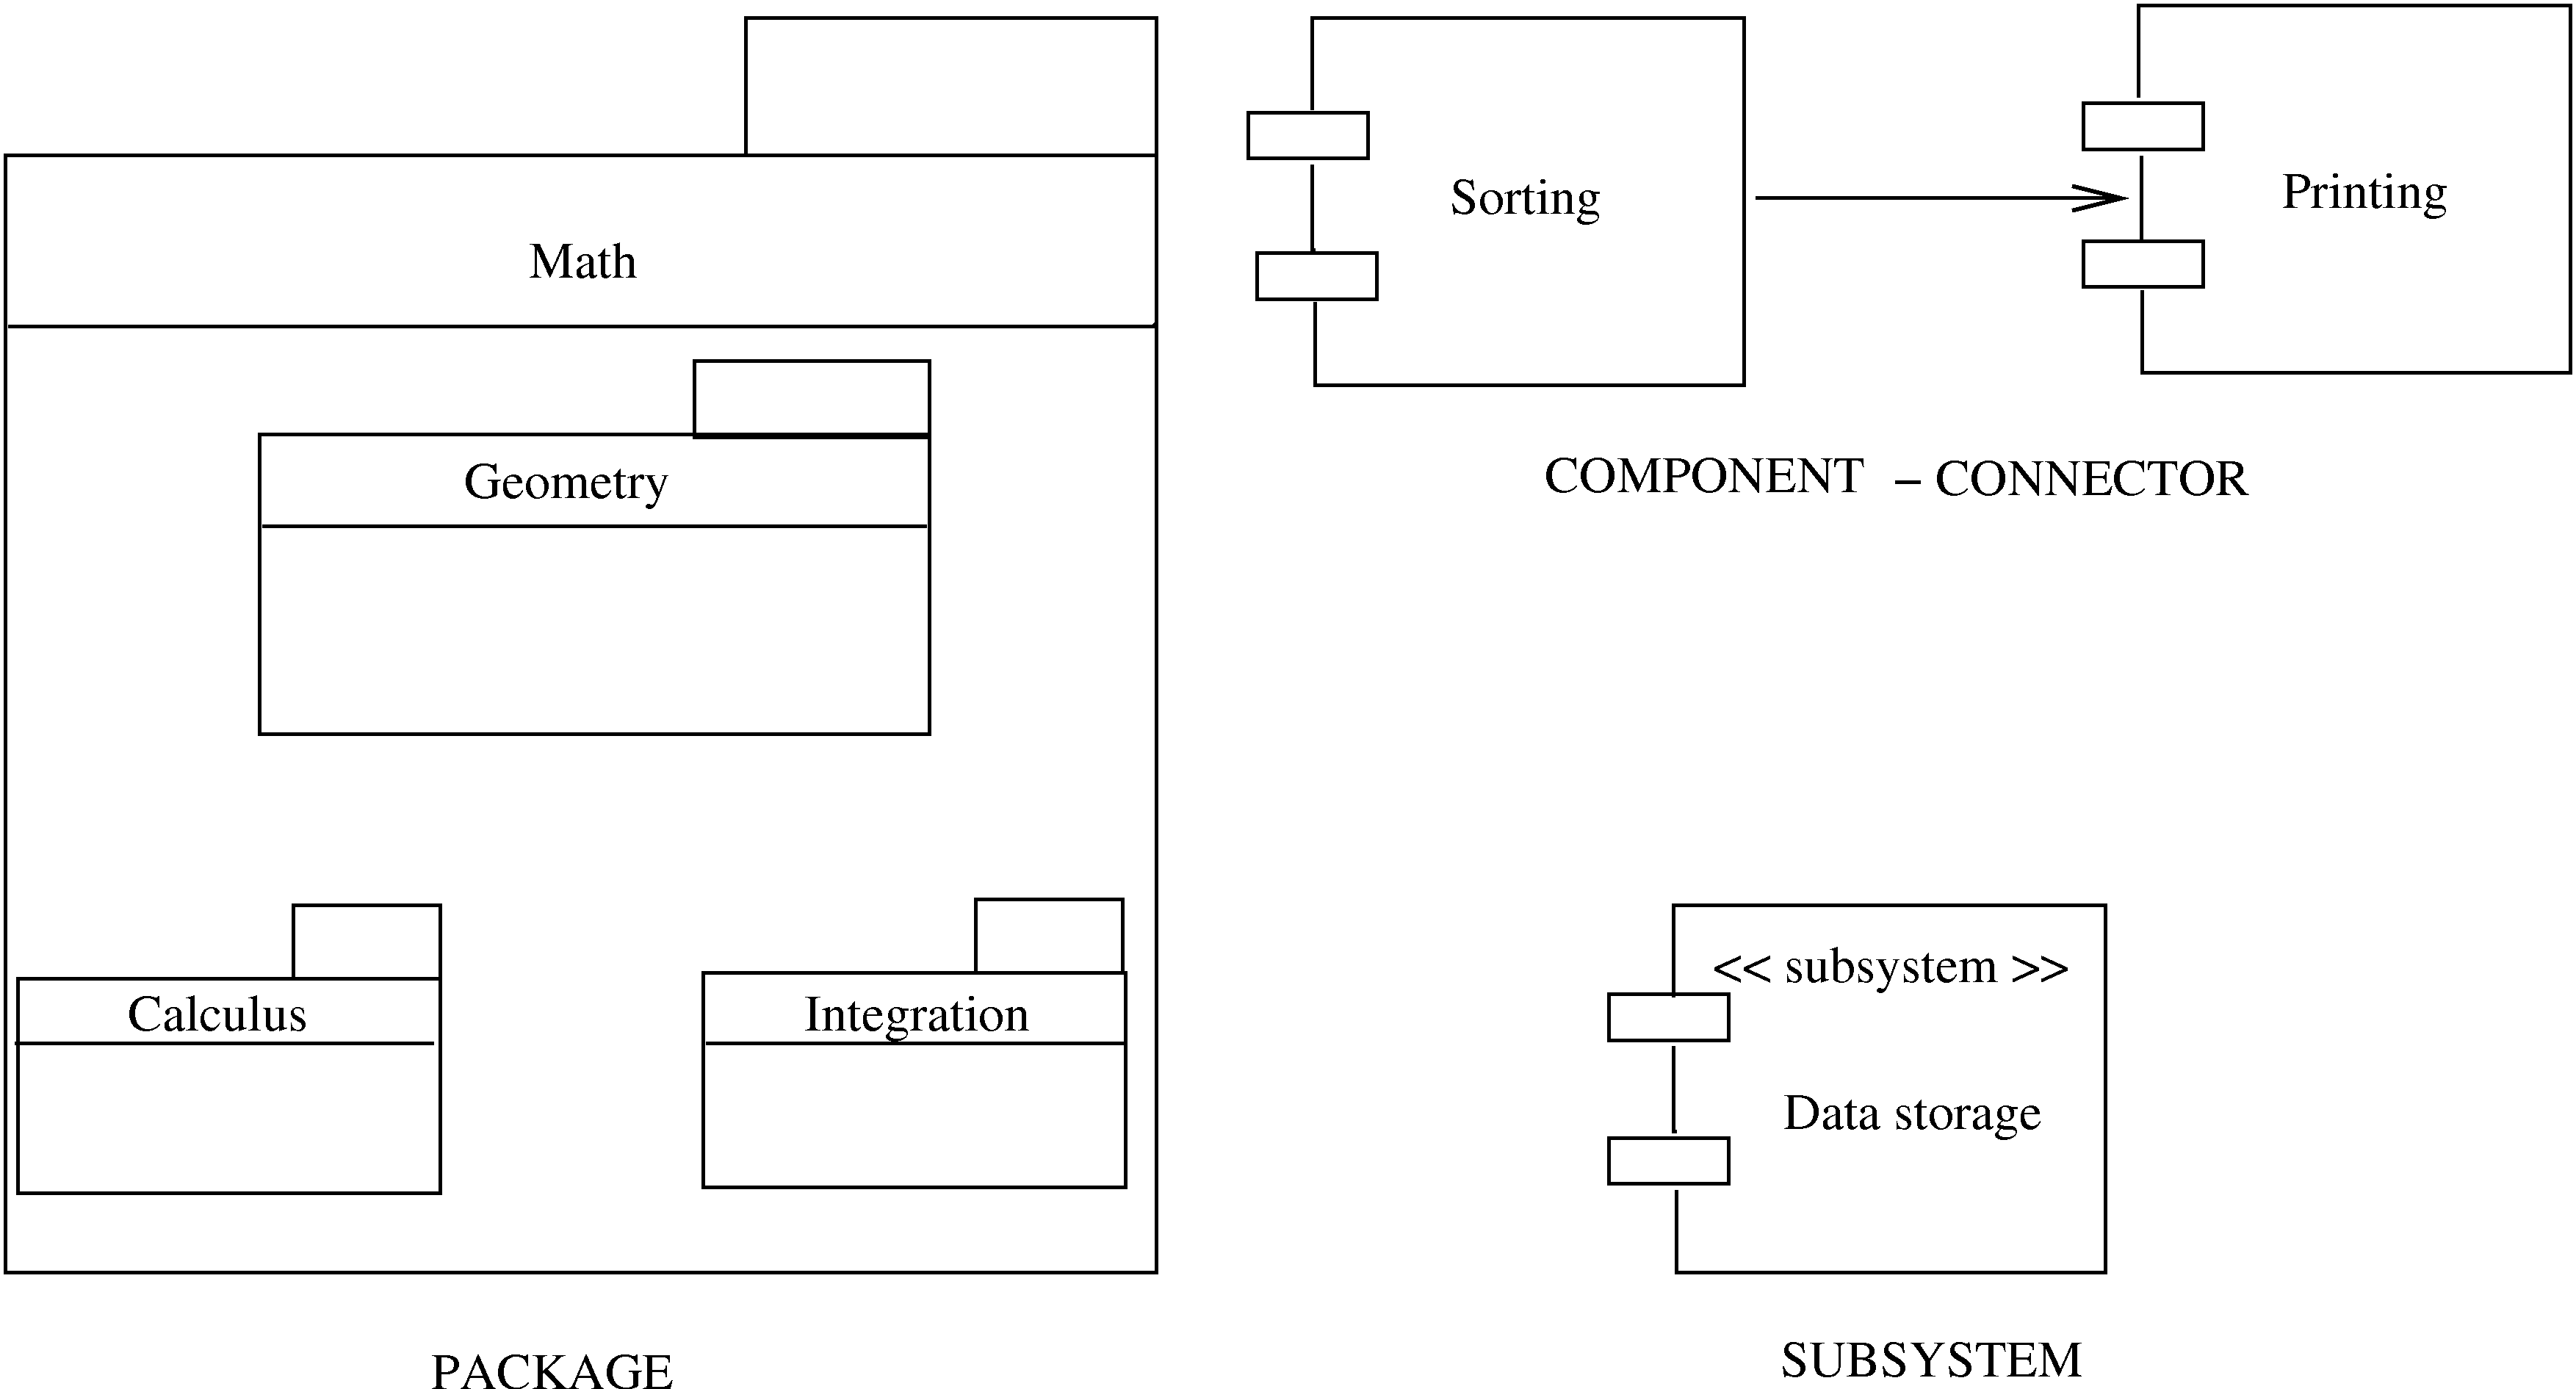 Math
Geometry
Calculus
Integration
PACKAGE
Sorting
Printing
COMPONENT – CONNECTOR
<< subsystem >>
Data storage
SUBSYSTEM